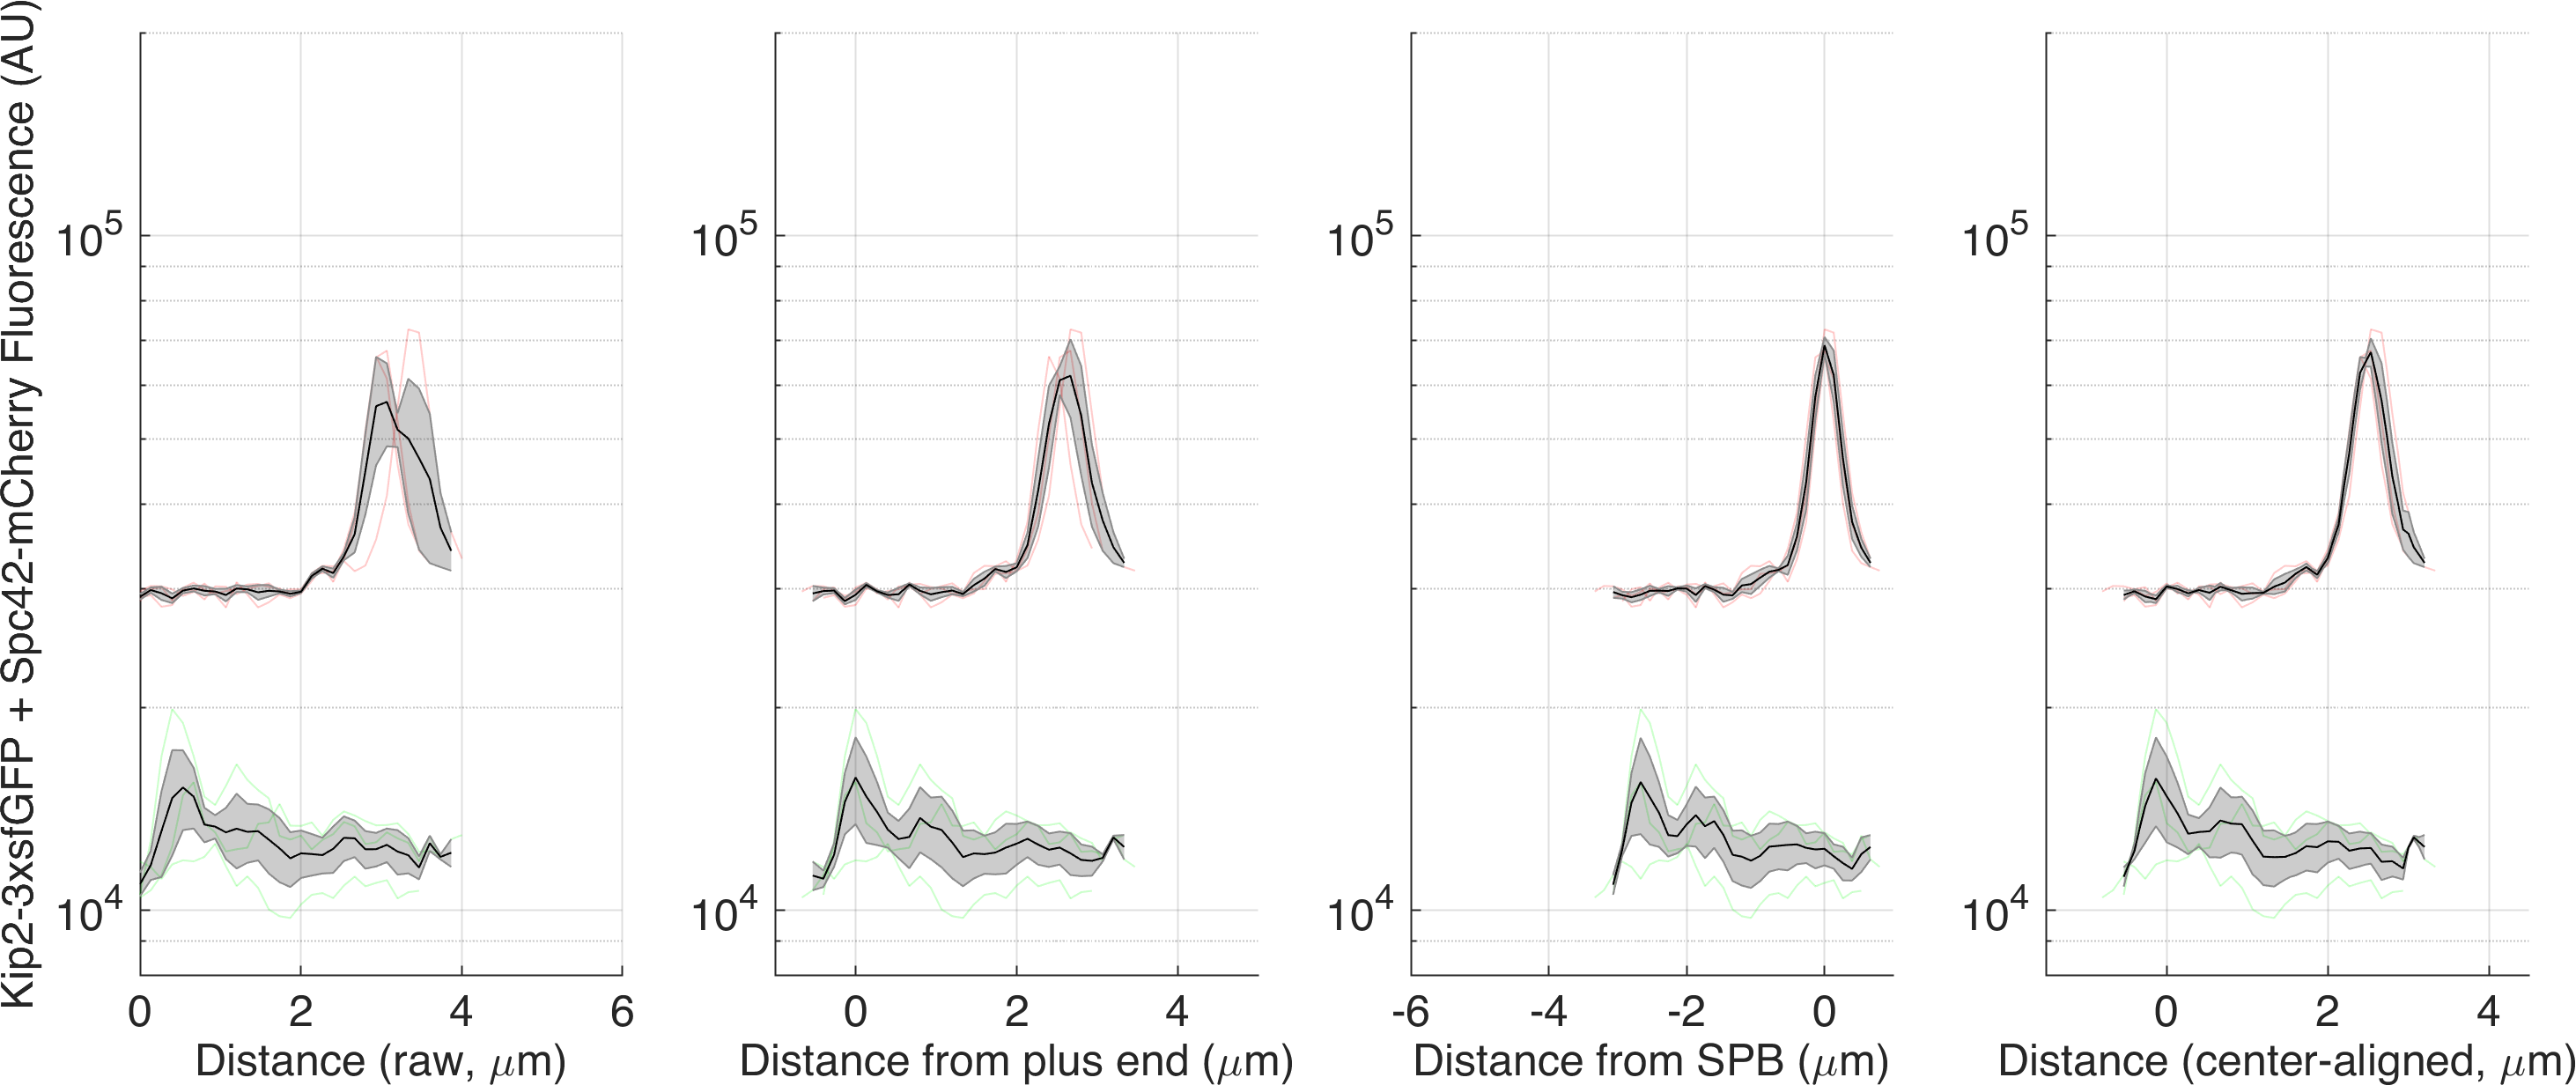 Kip2-3xsfGFP + Spc42-mCherry Fluorescence (AU)
10^5
10^4
0 2 4 6
Distance (raw, μm)
10^5
10^4
0 2 4
Distance from plus end (μm)
10^5
10^4
-6 -4 -2 0
Distance from SPB (μm)
10^5
10^4
0 2 4
Distance (center-aligned, μm)